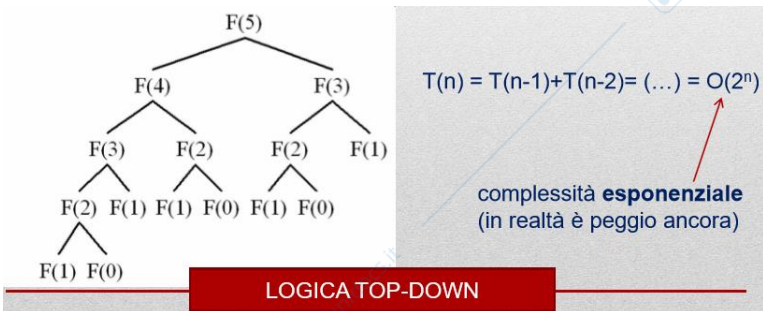 F(5)
F(4) F(3)
F(3) F(2) F(2) F(1)
F(2) F(1) F(1) F(0) F(1) F(0)
F(1) F(0)
T(n) = T(n-1)+T(n-2)= (…) = O(2ⁿ)
complessità esponenziale
(in realtà è peggio ancora)
LOGICA TOP-DOWN